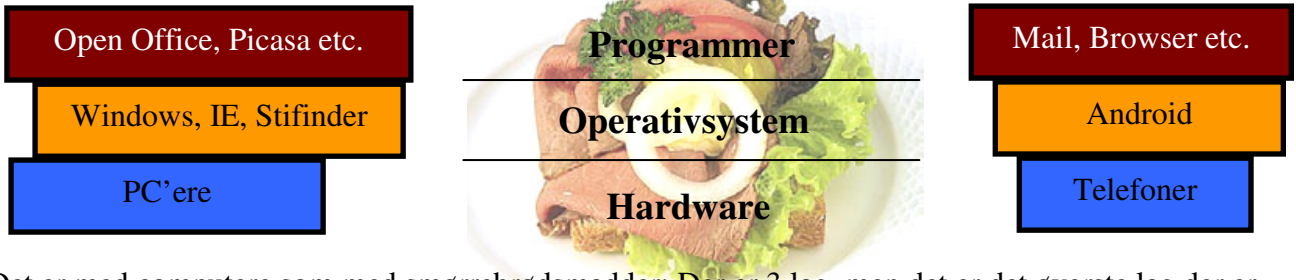 Open Office, Picasa etc.
Windows, IE, Stifinder
PC’ere
Programmer
Operativsystem
Hardware
Mail, Browser etc.
Android
Telefoner